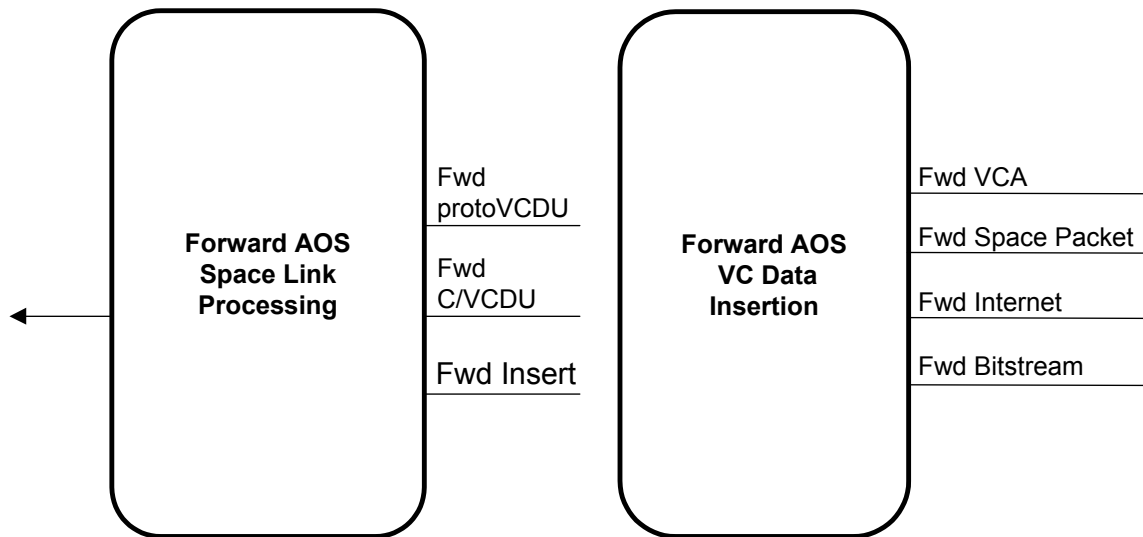 Forward AOS
Space Link
Processing
Fwd
protoVCDU
Fwd
C/VCDU
Fwd Insert
Forward AOS
VC Data
Insertion
Fwd VCA
Fwd Space Packet
Fwd Internet
Fwd Bitstream